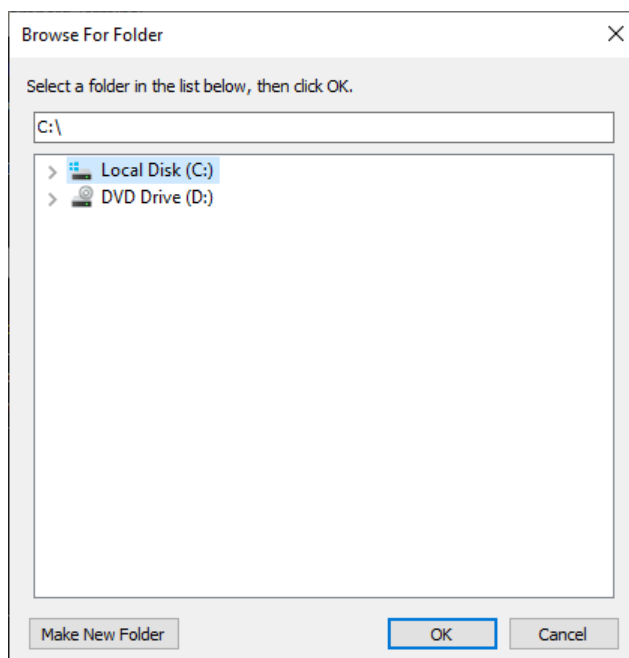 Browse For Folder
Select a folder in the list below, then click OK.
C:\
Local Disk (C:)
DVD Drive (D:)
Make New Folder OK Cancel